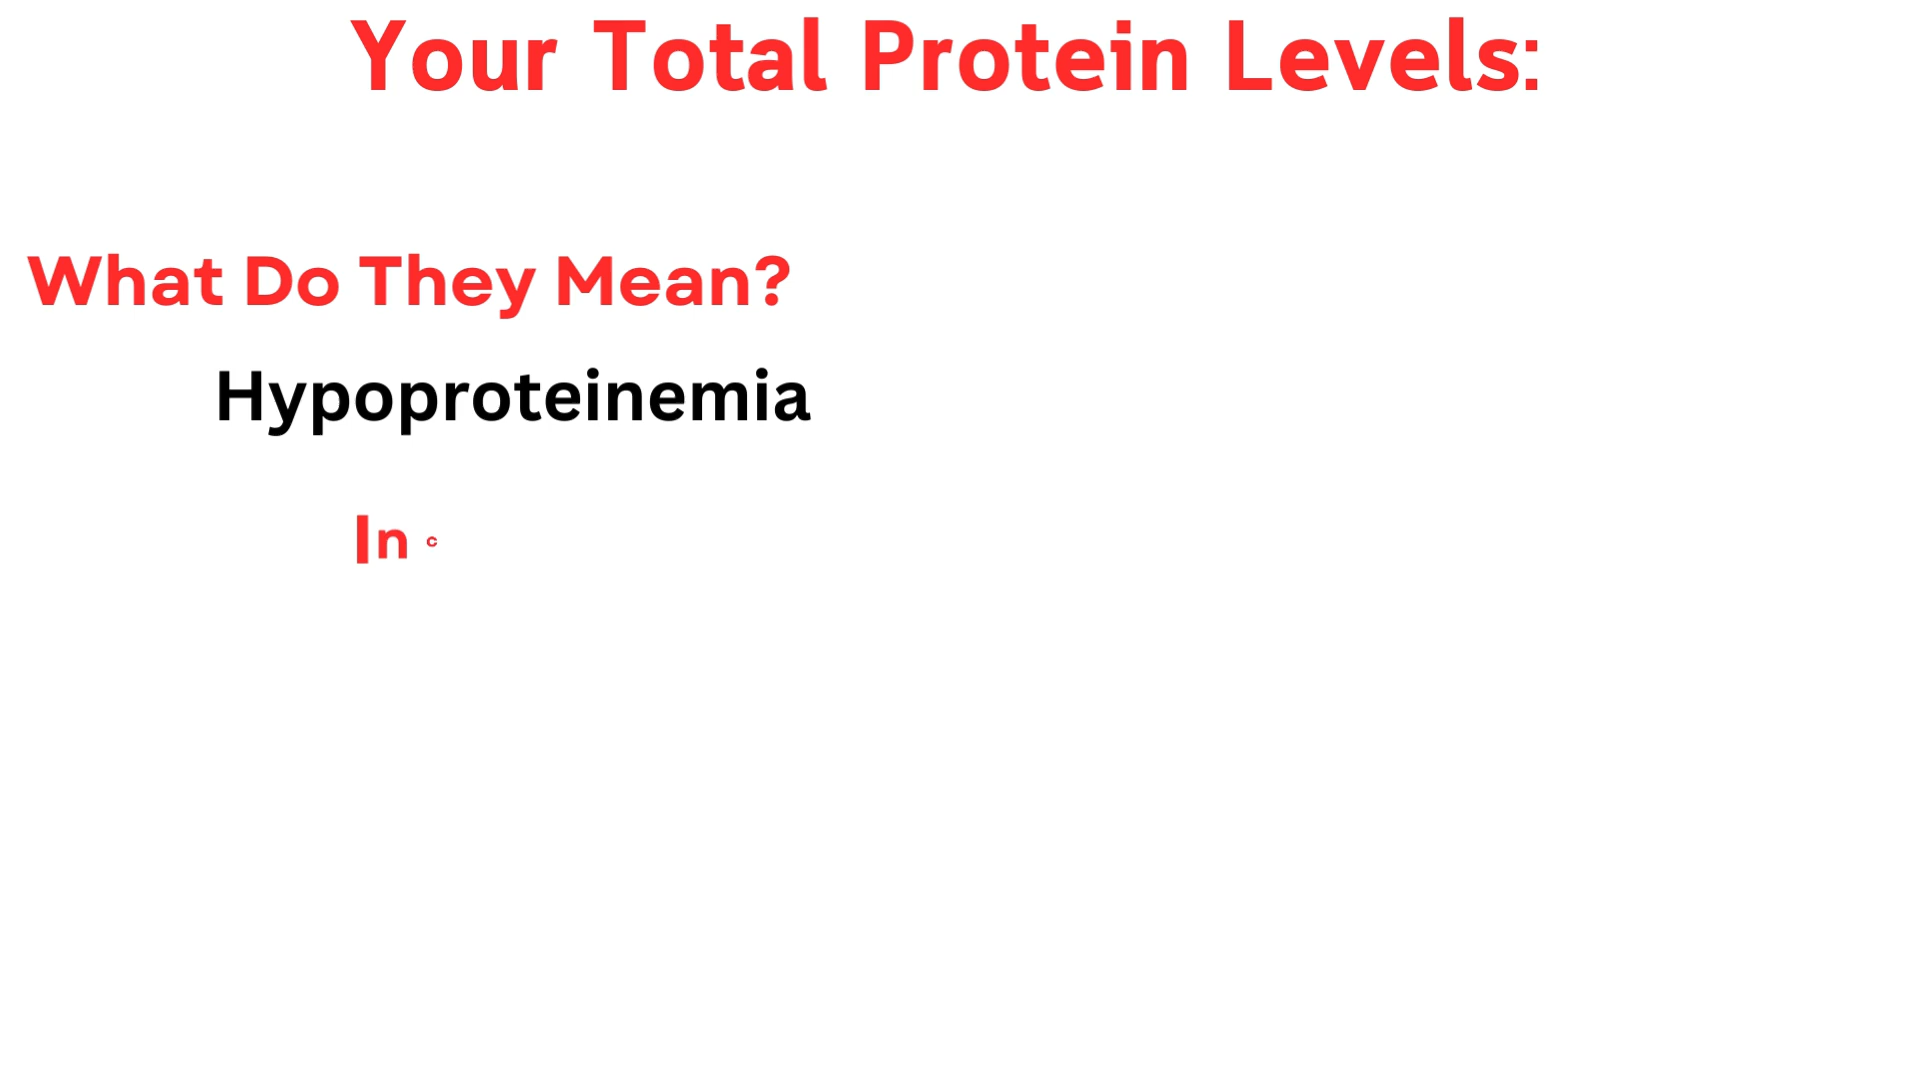 Your Total Protein Levels:
What Do They Mean?
Hypoproteinemia
In c